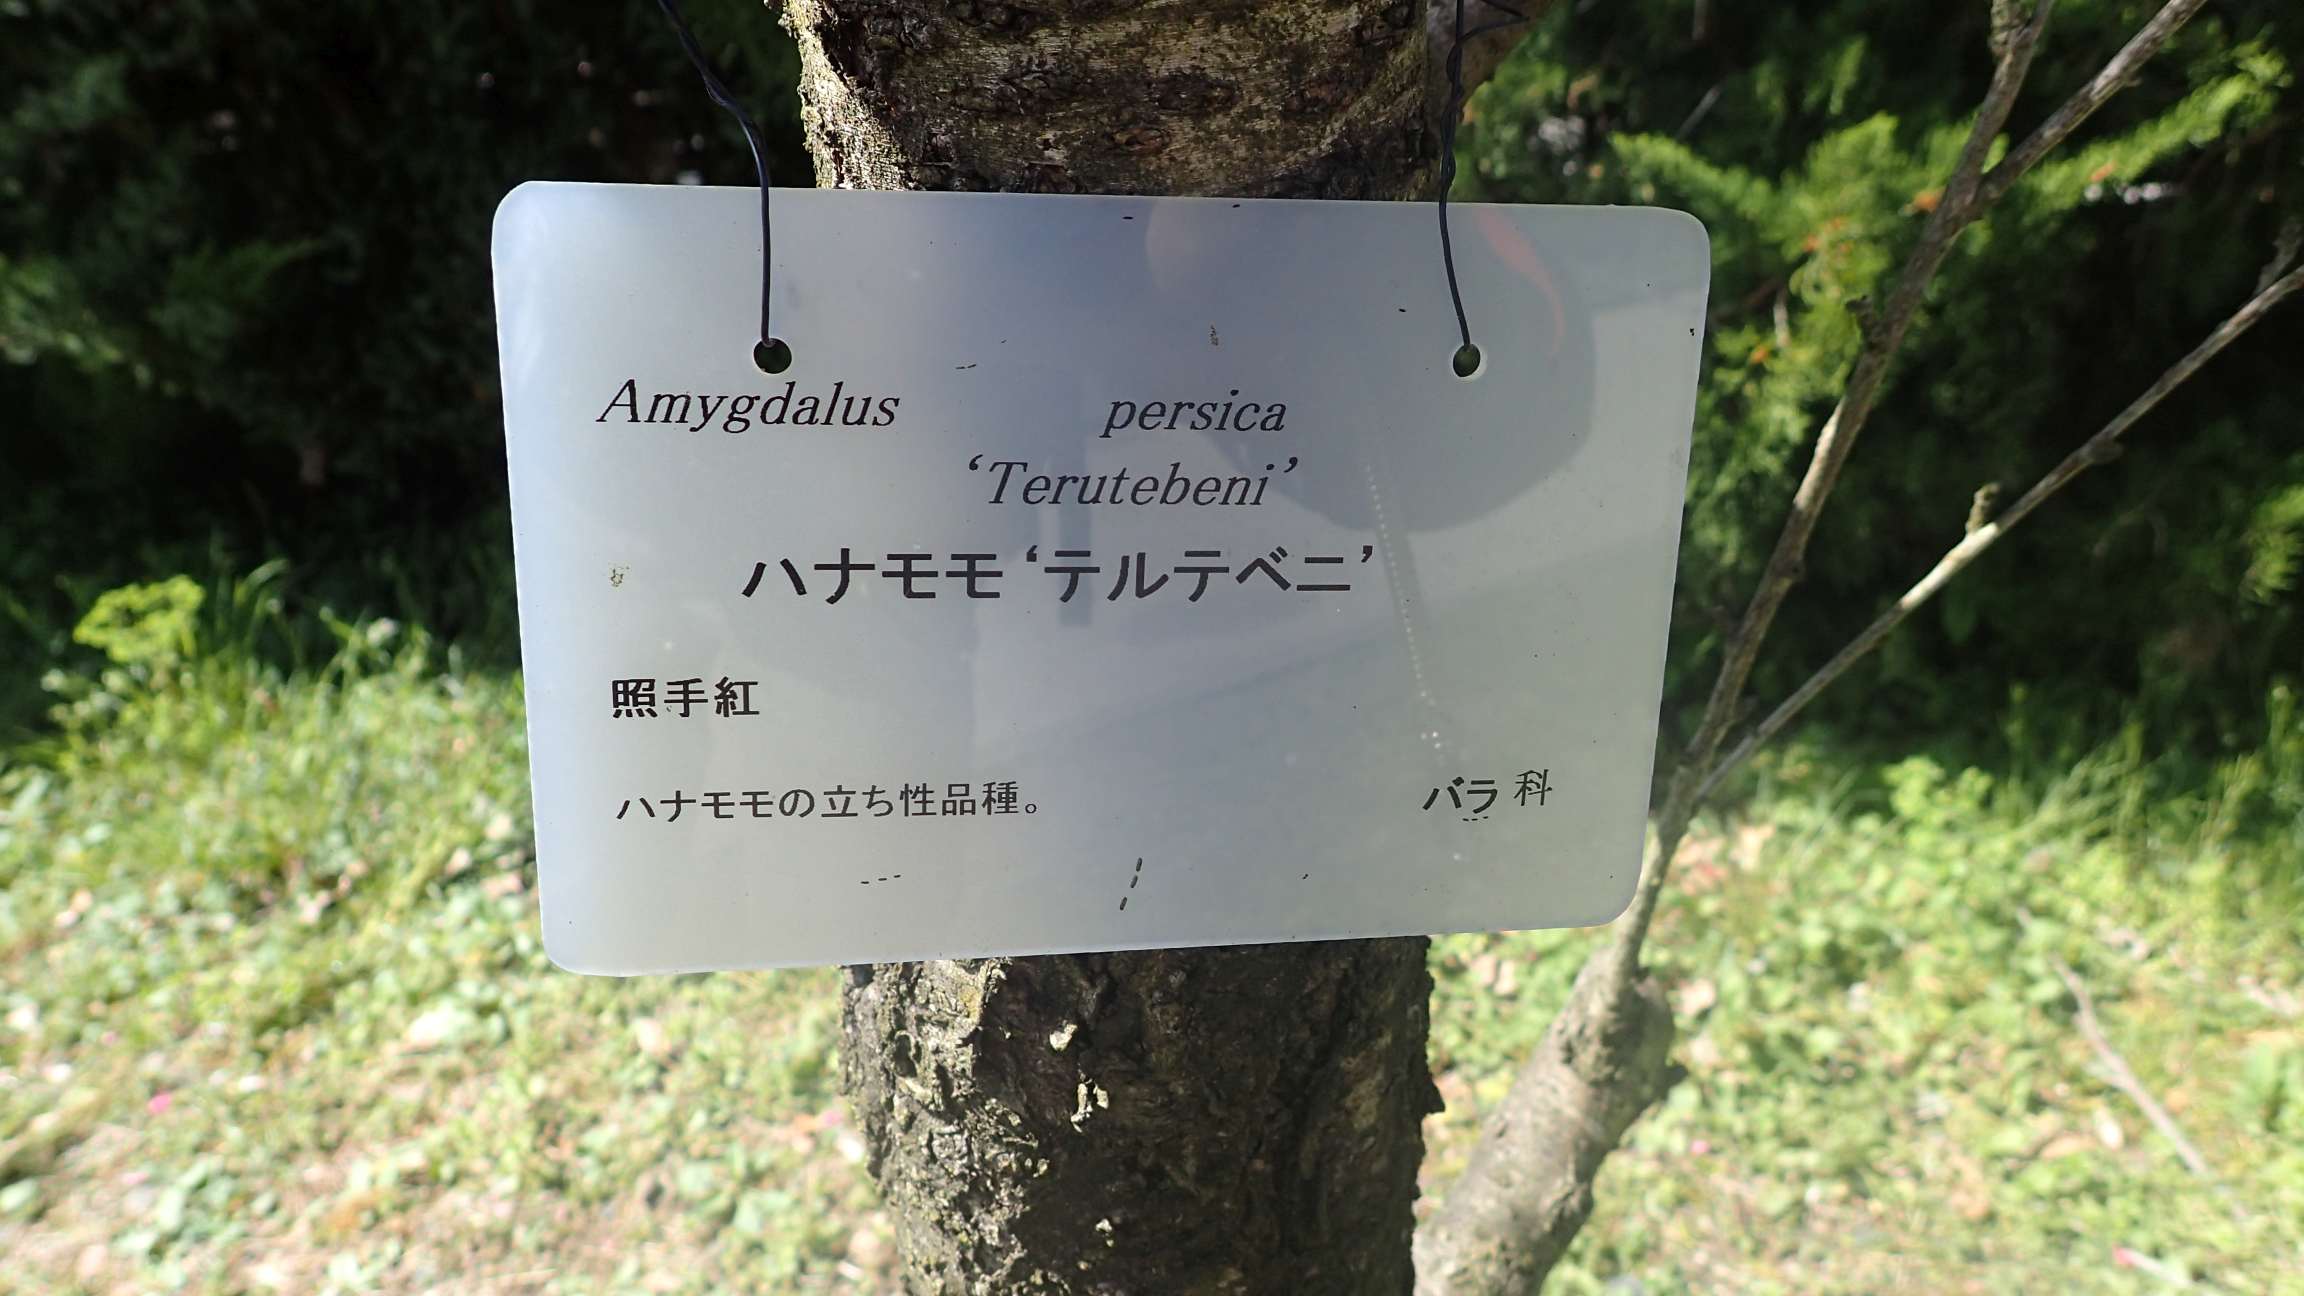 Amygdalus persica
‘Terutebeni’
ハナモモ‘テルテベニ’
照手紅
ハナモモの立ち性品種。 バラ科